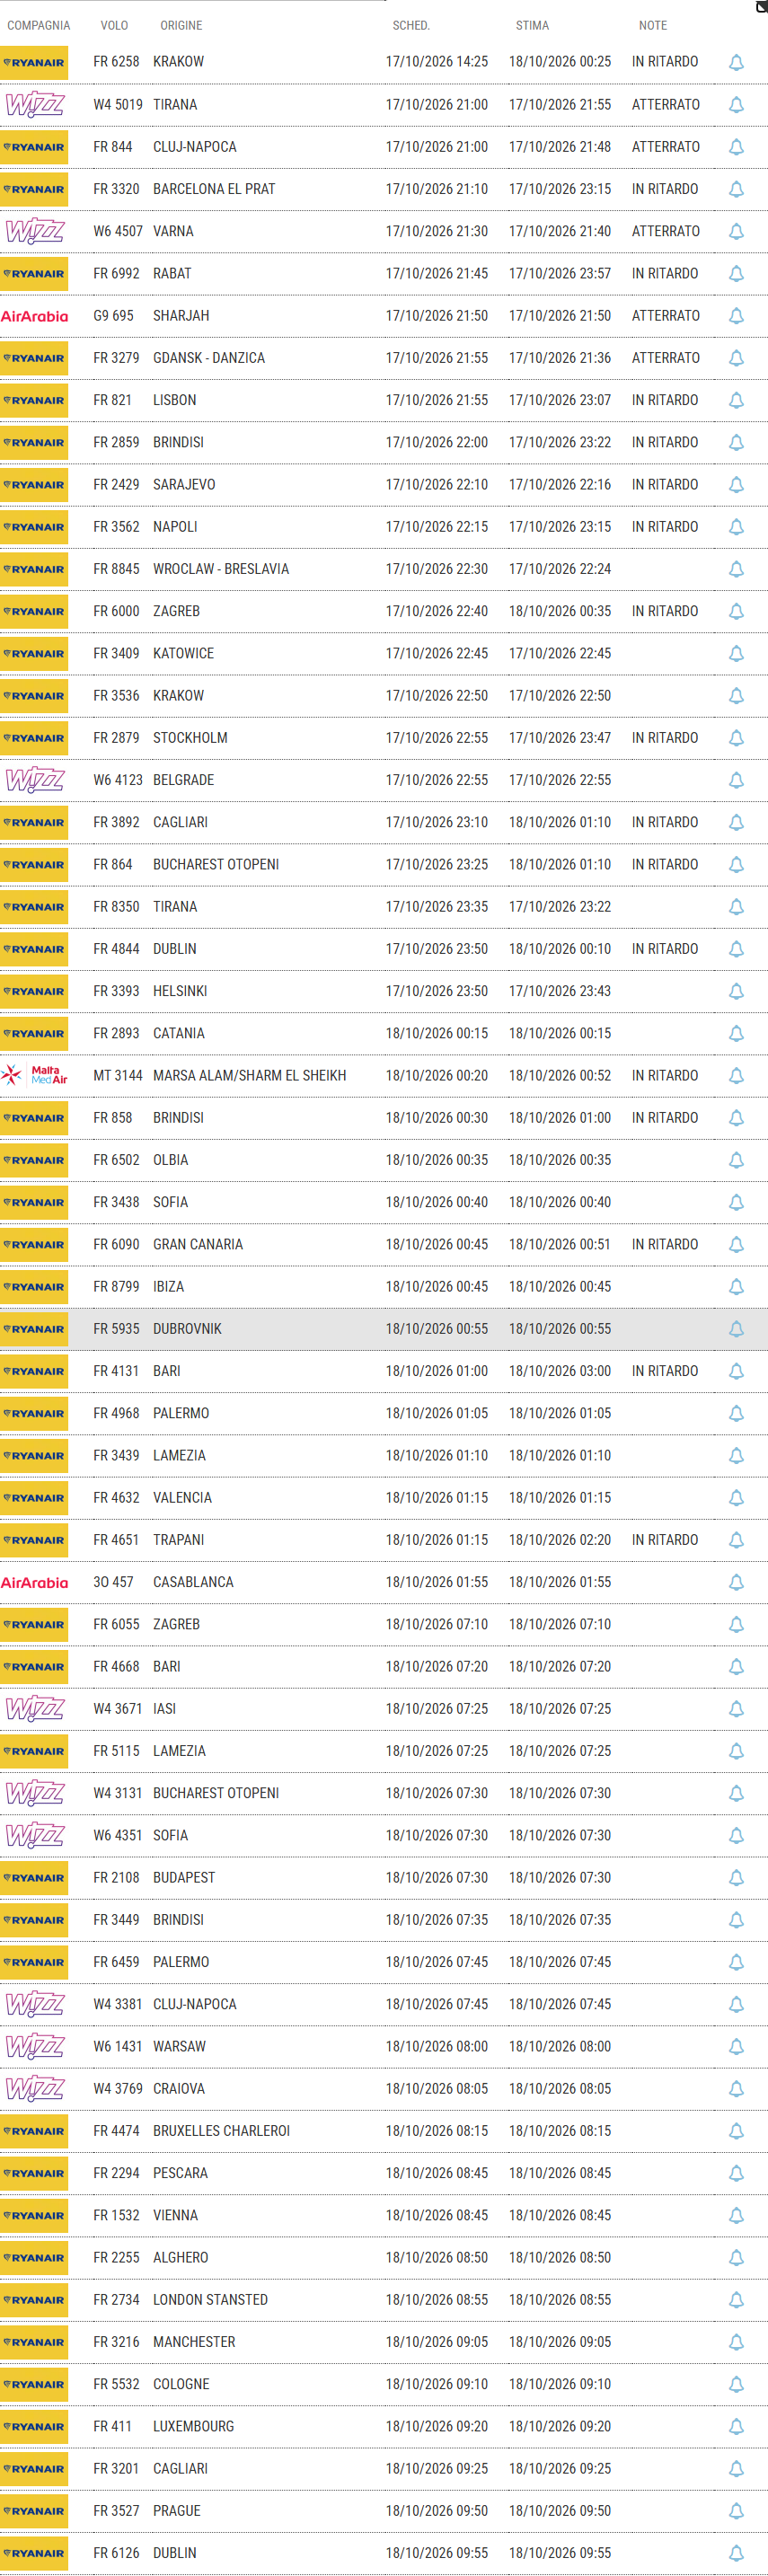 COMPAGNIA VOLO ORIGINE SCHED. STIMA NOTE
RYANAIR FR 6258 KRAKOW 17/10/2026 14:25 18/10/2026 00:25 IN RITARDO
Wizz W4 5019 TIRANA 17/10/2026 21:00 17/10/2026 21:55 ATTERRATO
RYANAIR FR 844 CLUJ-NAPOCA 17/10/2026 21:00 17/10/2026 21:48 ATTERRATO
RYANAIR FR 3320 BARCELONA EL PRAT 17/10/2026 21:10 17/10/2026 23:15 IN RITARDO
Wizz W6 4507 VARNA 17/10/2026 21:30 17/10/2026 21:40 ATTERRATO
RYANAIR FR 6992 RABAT 17/10/2026 21:45 17/10/2026 23:57 IN RITARDO
AirArabia G9 695 SHARJAH 17/10/2026 21:50 17/10/2026 21:50 ATTERRATO
RYANAIR FR 3279 GDANSK - DANZICA 17/10/2026 21:55 17/10/2026 21:36 ATTERRATO
RYANAIR FR 821 LISBON 17/10/2026 21:55 17/10/2026 23:07 IN RITARDO
RYANAIR FR 2859 BRINDISI 17/10/2026 22:00 17/10/2026 23:22 IN RITARDO
RYANAIR FR 2429 SARAJEVO 17/10/2026 22:10 17/10/2026 22:16 IN RITARDO
RYANAIR FR 3562 NAPOLI 17/10/2026 22:15 17/10/2026 23:15 IN RITARDO
RYANAIR FR 8845 WROCLAW - BRESLAVIA 17/10/2026 22:30 17/10/2026 22:24
RYANAIR FR 6000 ZAGREB 17/10/2026 22:40 18/10/2026 00:35 IN RITARDO
RYANAIR FR 3409 KATOWICE 17/10/2026 22:45 17/10/2026 22:45
RYANAIR FR 3536 KRAKOW 17/10/2026 22:50 17/10/2026 22:50
RYANAIR FR 2879 STOCKHOLM 17/10/2026 22:55 17/10/2026 23:47 IN RITARDO
Wizz W6 4123 BELGRADE 17/10/2026 22:55 17/10/2026 22:55
RYANAIR FR 3892 CAGLIARI 17/10/2026 23:10 18/10/2026 01:10 IN RITARDO
RYANAIR FR 864 BUCHAREST OTOPENI 17/10/2026 23:25 18/10/2026 01:10 IN RITARDO
RYANAIR FR 8350 TIRANA 17/10/2026 23:35 17/10/2026 23:22
RYANAIR FR 4844 DUBLIN 17/10/2026 23:50 18/10/2026 00:10 IN RITARDO
RYANAIR FR 3393 HELSINKI 17/10/2026 23:50 17/10/2026 23:43
RYANAIR FR 2893 CATANIA 18/10/2026 00:15 18/10/2026 00:15
Malta MedAir MT 3144 MARSA ALAM/SHARM EL SHEIKH 18/10/2026 00:20 18/10/2026 00:52 IN RITARDO
RYANAIR FR 858 BRINDISI 18/10/2026 00:30 18/10/2026 01:00 IN RITARDO
RYANAIR FR 6502 OLBIA 18/10/2026 00:35 18/10/2026 00:35
RYANAIR FR 3438 SOFIA 18/10/2026 00:40 18/10/2026 00:40
RYANAIR FR 6090 GRAN CANARIA 18/10/2026 00:45 18/10/2026 00:51 IN RITARDO
RYANAIR FR 8799 IBIZA 18/10/2026 00:45 18/10/2026 00:45
RYANAIR FR 5935 DUBROVNIK 18/10/2026 00:55 18/10/2026 00:55
RYANAIR FR 4131 BARI 18/10/2026 01:00 18/10/2026 03:00 IN RITARDO
RYANAIR FR 4968 PALERMO 18/10/2026 01:05 18/10/2026 01:05
RYANAIR FR 3439 LAMEZIA 18/10/2026 01:10 18/10/2026 01:10
RYANAIR FR 4632 VALENCIA 18/10/2026 01:15 18/10/2026 01:15
RYANAIR FR 4651 TRAPANI 18/10/2026 01:15 18/10/2026 02:20 IN RITARDO
AirArabia 3O 457 CASABLANCA 18/10/2026 01:55 18/10/2026 01:55
RYANAIR FR 6055 ZAGREB 18/10/2026 07:10 18/10/2026 07:10
RYANAIR FR 4668 BARI 18/10/2026 07:20 18/10/2026 07:20
Wizz W4 3671 IASI 18/10/2026 07:25 18/10/2026 07:25
RYANAIR FR 5115 LAMEZIA 18/10/2026 07:25 18/10/2026 07:25
Wizz W4 3131 BUCHAREST OTOPENI 18/10/2026 07:30 18/10/2026 07:30
Wizz W6 4351 SOFIA 18/10/2026 07:30 18/10/2026 07:30
RYANAIR FR 2108 BUDAPEST 18/10/2026 07:30 18/10/2026 07:30
RYANAIR FR 3449 BRINDISI 18/10/2026 07:35 18/10/2026 07:35
RYANAIR FR 6459 PALERMO 18/10/2026 07:45 18/10/2026 07:45
Wizz W4 3381 CLUJ-NAPOCA 18/10/2026 07:45 18/10/2026 07:45
Wizz W6 1431 WARSAW 18/10/2026 08:00 18/10/2026 08:00
Wizz W4 3769 CRAIOVA 18/10/2026 08:05 18/10/2026 08:05
RYANAIR FR 4474 BRUXELLES CHARLEROI 18/10/2026 08:15 18/10/2026 08:15
RYANAIR FR 2294 PESCARA 18/10/2026 08:45 18/10/2026 08:45
RYANAIR FR 1532 VIENNA 18/10/2026 08:45 18/10/2026 08:45
RYANAIR FR 2255 ALGHERO 18/10/2026 08:50 18/10/2026 08:50
RYANAIR FR 2734 LONDON STANSTED 18/10/2026 08:55 18/10/2026 08:55
RYANAIR FR 3216 MANCHESTER 18/10/2026 09:05 18/10/2026 09:05
RYANAIR FR 5532 COLOGNE 18/10/2026 09:10 18/10/2026 09:10
RYANAIR FR 411 LUXEMBOURG 18/10/2026 09:20 18/10/2026 09:20
RYANAIR FR 3201 CAGLIARI 18/10/2026 09:25 18/10/2026 09:25
RYANAIR FR 3527 PRAGUE 18/10/2026 09:50 18/10/2026 09:50
RYANAIR FR 6126 DUBLIN 18/10/2026 09:55 18/10/2026 09:55